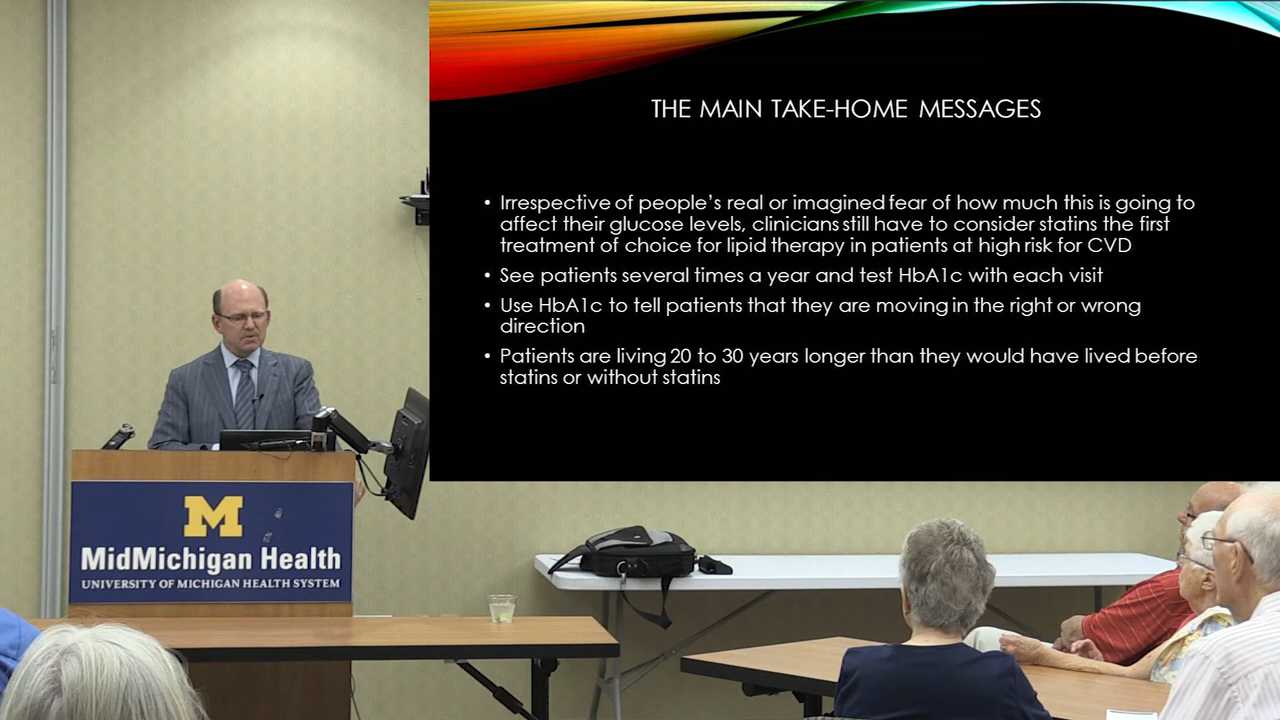 THE MAIN TAKE-HOME MESSAGES
• Irrespective of people's real or imagined fear of how much this is going to
affect their glucose levels, clinicians still have to consider statins the first
treatment of choice for lipid therapy in patients at high risk for CVD
• See patients several times a year and test HbA1c with each visit
• Use HbA1c to tell patients that they are moving in the right or wrong
direction
• Patients are living 20 to 30 years longer than they would have lived before
statins or without statins
M
MidMichigan Health
UNIVERSITY OF MICHIGAN HEALTH SYSTEM